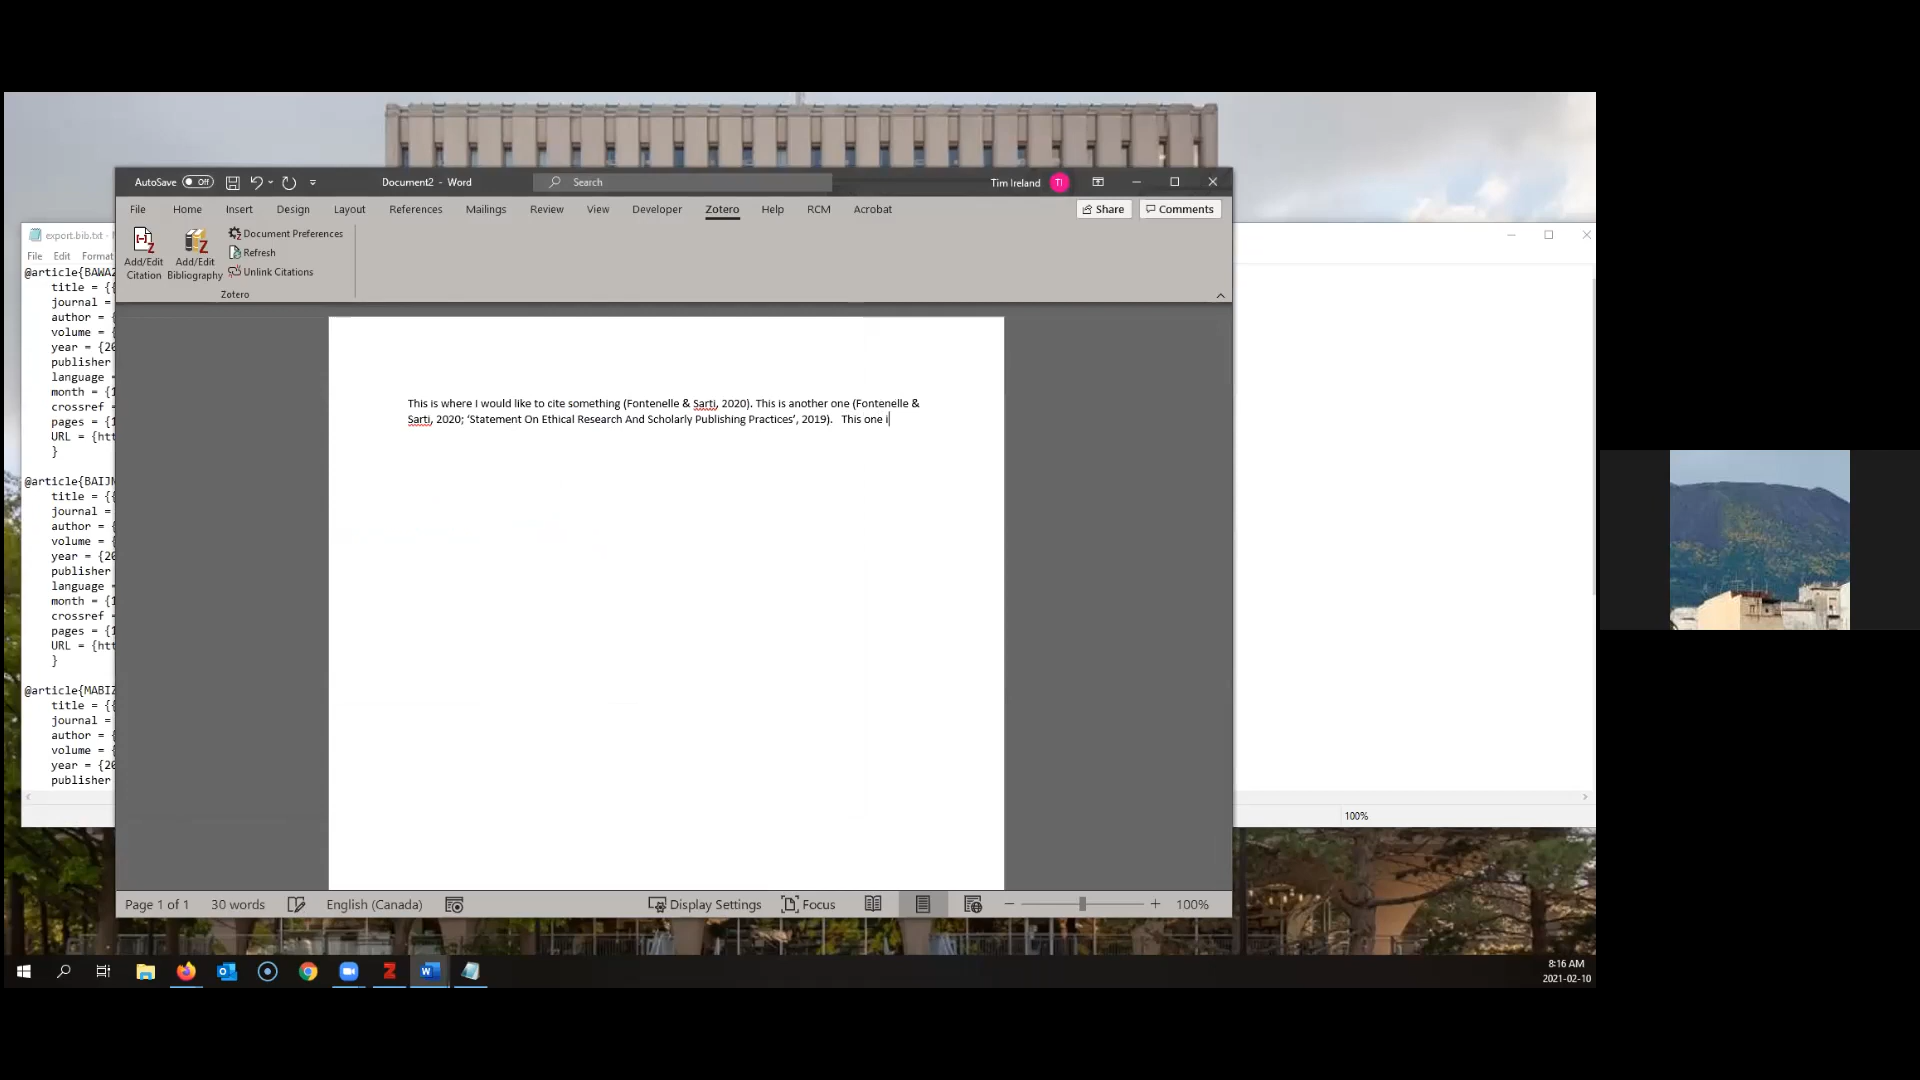 AutoSave Off
Document2 - Word
Search
Tim Ireland TI
File Home Insert Design Layout References Mailings Review View Developer Zotero Help RCM Acrobat
Share Comments
Add/Edit Citation
Add/Edit Bibliography
Document Preferences
Refresh
Unlink Citations
Zotero
This is where I would like to cite something (Fontenelle & Sarti, 2020). This is another one (Fontenelle &
Sarti, 2020; ‘Statement On Ethical Research And Scholarly Publishing Practices’, 2019).   This one i
Page 1 of 1 30 words English (Canada) Display Settings Focus 100%
export.bib.txt -
File Edit Format
@article{BAWAZ
title = {{
journal =
author = {
volume = {
year = {20
publisher
language =
month = {1
crossref =
pages = {1
URL = {htt
}
@article{BAIJN
title = {{
journal =
author = {
volume = {
year = {20
publisher
language =
month = {1
crossref =
pages = {1
URL = {htt
}
@article{MABIZ
title = {{
journal =
author = {
volume = {
year = {20
publisher
100%
8:16 AM
2021-02-10